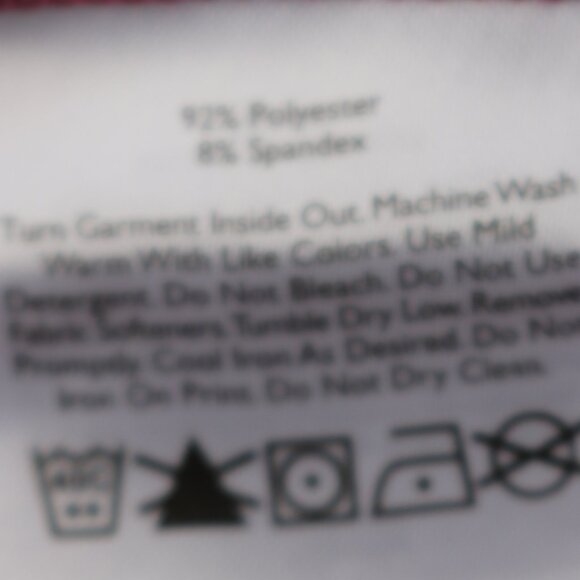 92% Polyester
8% Spandex
Turn Garment Inside Out. Machine Wash
Warm With Like Colors. Use Mild
Detergent. Do Not Bleach. Do Not Use
Fabric Softeners. Tumble Dry Low. Remove
Promptly. Cool Iron As Desired. Do Not
Iron On Print. Do Not Dry Clean.
40C